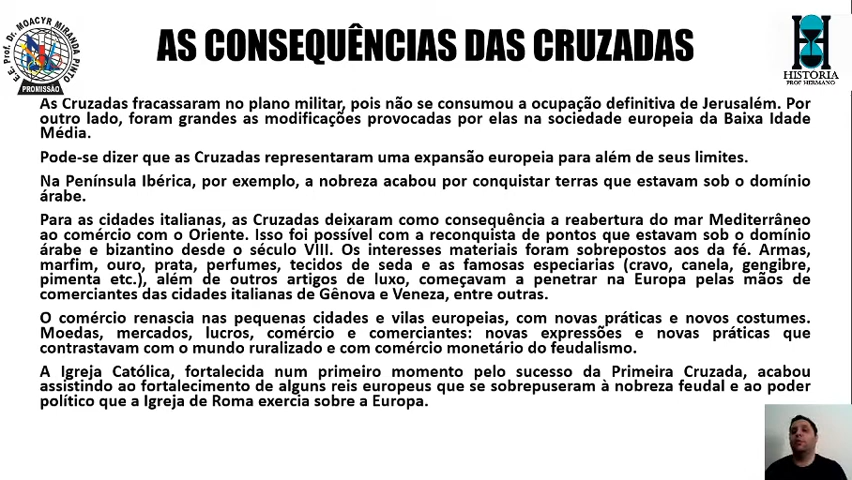 E.E. Prof. Dr. MOACYR MIRANDA PINTO
PROMISSÃO
AS CONSEQUÊNCIAS DAS CRUZADAS
HISTORIA
PROF HERMANO
As Cruzadas fracassaram no plano militar, pois não se consumou a ocupação definitiva de Jerusalém. Por
outro lado, foram grandes as modificações provocadas por elas na sociedade europeia da Baixa Idade
Média.
Pode-se dizer que as Cruzadas representaram uma expansão europeia para além de seus limites.
Na Península Ibérica, por exemplo, a nobreza acabou por conquistar terras que estavam sob o domínio
árabe.
Para as cidades italianas, as Cruzadas deixaram como consequência a reabertura do mar Mediterrâneo
ao comércio com o Oriente. Isso foi possível com a reconquista de pontos que estavam sob o domínio
árabe e bizantino desde o século VIII. Os interesses materiais foram sobrepostos aos da fé. Armas,
marfim, ouro, prata, perfumes, tecidos de seda e as famosas especiarias (cravo, canela, gengibre,
pimenta etc.), além de outros artigos de luxo, começavam a penetrar na Europa pelas mãos de
comerciantes das cidades italianas de Gênova e Veneza, entre outras.
O comércio renascia nas pequenas cidades e vilas europeias, com novas práticas e novos costumes.
Moedas, mercados, lucros, comércio e comerciantes: novas expressões e novas práticas que
contrastavam com o mundo ruralizado e com comércio monetário do feudalismo.
A Igreja Católica, fortalecida num primeiro momento pelo sucesso da Primeira Cruzada, acabou
assistindo ao fortalecimento de alguns reis europeus que se sobrepuseram à nobreza feudal e ao poder
político que a Igreja de Roma exercia sobre a Europa.